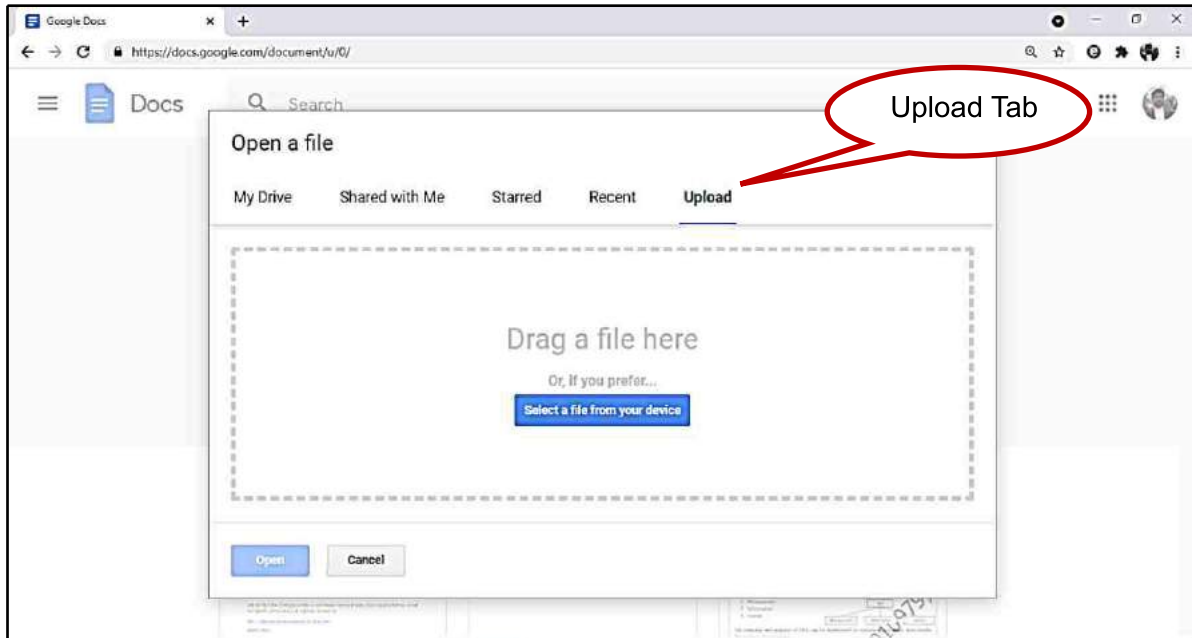 Google Docs
https://docs.google.com/document/u/0/
Docs
Search
Upload Tab
Open a file
My Drive Shared with Me Starred Recent Upload
Drag a file here
Or, if you prefer...
Select a file from your device
Open Cancel